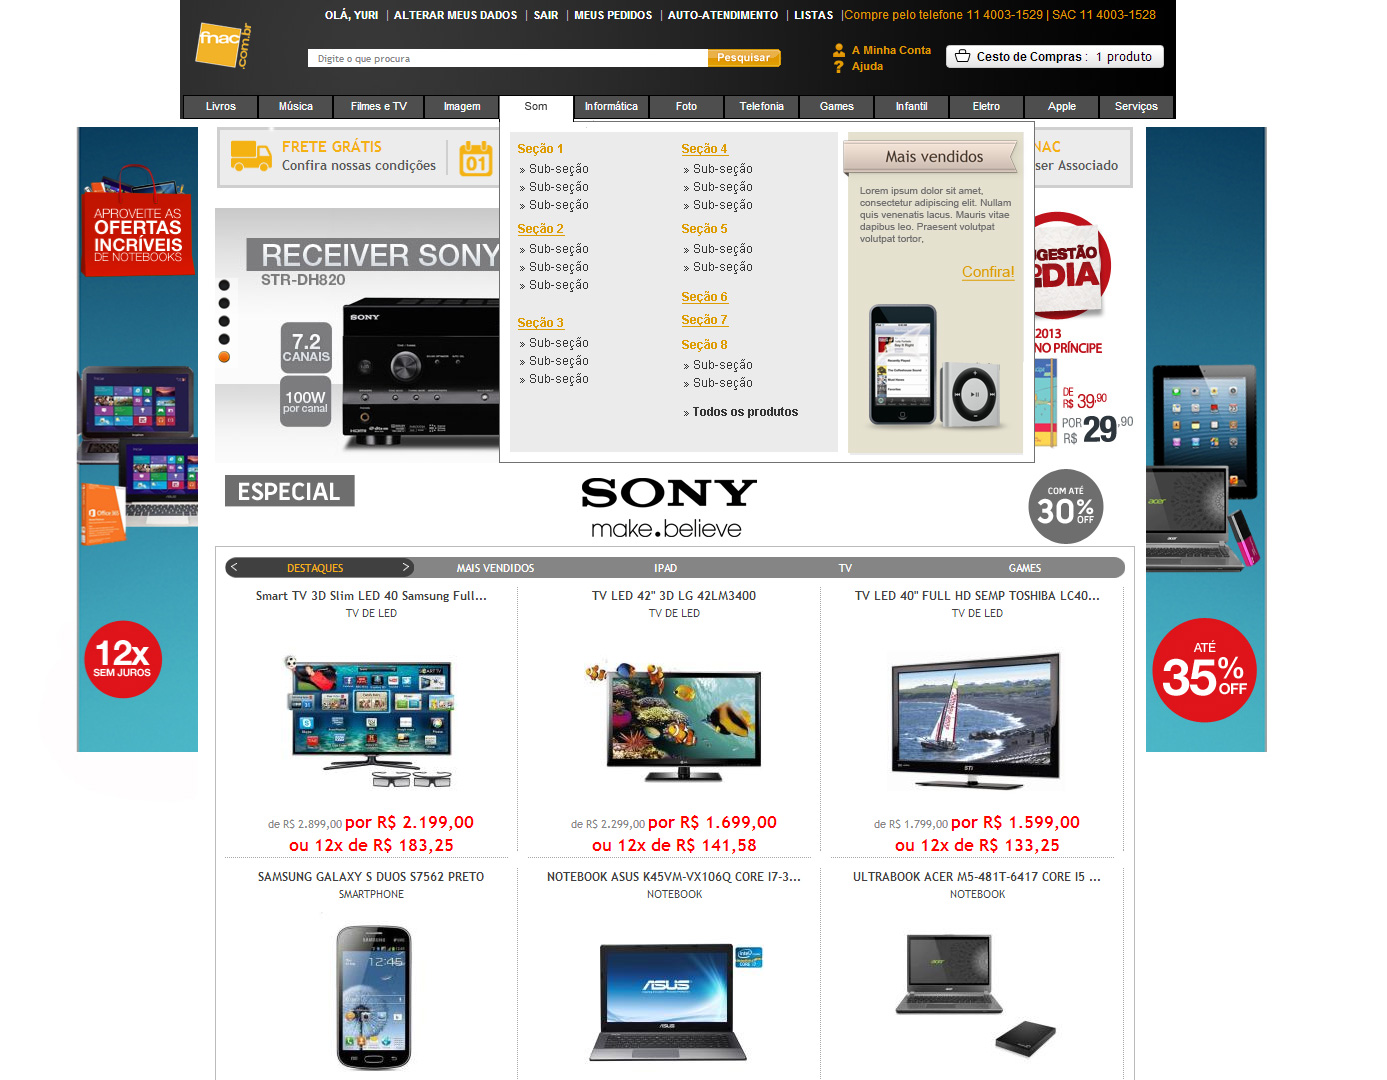 OLÁ, YURI | ALTERAR MEUS DADOS | SAIR | MEUS PEDIDOS | AUTO-ATENDIMENTO | LISTAS |Compre pelo telefone 11 4003-1529 | SAC 11 4003-1528
fnac.com.br
Digite o que procura
Pesquisar
A Minha Conta
Ajuda
Cesto de Compras : 1 produto
Livros Música Filmes e TV Imagem Som Informática Foto Telefonia Games Infantil Eletro Apple Serviços
APROVEITE AS
OFERTAS
INCRÍVEIS
DE NOTEBOOKS
Office 365
12x
SEM JUROS
FRETE GRÁTIS
Confira nossas condições
01
NAC
ser Associado
RECEIVER SONY
STR-DH820
SONY
7.2
CANAIS
100W
por canal
HDMI
Seção 1
» Sub-seção
» Sub-seção
» Sub-seção
Seção 2
» Sub-seção
» Sub-seção
» Sub-seção
Seção 3
» Sub-seção
» Sub-seção
» Sub-seção
Seção 4
» Sub-seção
» Sub-seção
» Sub-seção
Seção 5
» Sub-seção
» Sub-seção
Seção 6
Seção 7
Seção 8
» Sub-seção
» Sub-seção
» Todos os produtos
Mais vendidos
Lorem ipsum dolor sit amet,
consectetur adipiscing elit. Nullam
quis venenatis lacus. Mauris vitae
dapibus leo. Praesent volutpat
volutpat tortor,
Confira!
GESTÃO
DIA
2013
NO PRÍNCIPE
DE
R$ 39,90
POR
R$ 29,90
acer
ATÉ
35%
OFF
ESPECIAL
SONY
make.believe
COM ATÉ
30%
OFF
< DESTAQUES > MAIS VENDIDOS IPAD TV GAMES
Smart TV 3D Slim LED 40 Samsung Full...
TV DE LED
de R$ 2.899,00 por R$ 2.199,00
ou 12x de R$ 183,25
TV LED 42" 3D LG 42LM3400
TV DE LED
de R$ 2.299,00 por R$ 1.699,00
ou 12x de R$ 141,58
TV LED 40" FULL HD SEMP TOSHIBA LC40...
TV DE LED
STi
de R$ 1.799,00 por R$ 1.599,00
ou 12x de R$ 133,25
SAMSUNG GALAXY S DUOS S7562 PRETO
SMARTPHONE
SAMSUNG
12:45
NOTEBOOK ASUS K45VM-VX106Q CORE I7-3...
NOTEBOOK
ASUS
intel
CORE i7
ASUS
ULTRABOOK ACER M5-481T-6417 CORE I5 ...
NOTEBOOK
acer